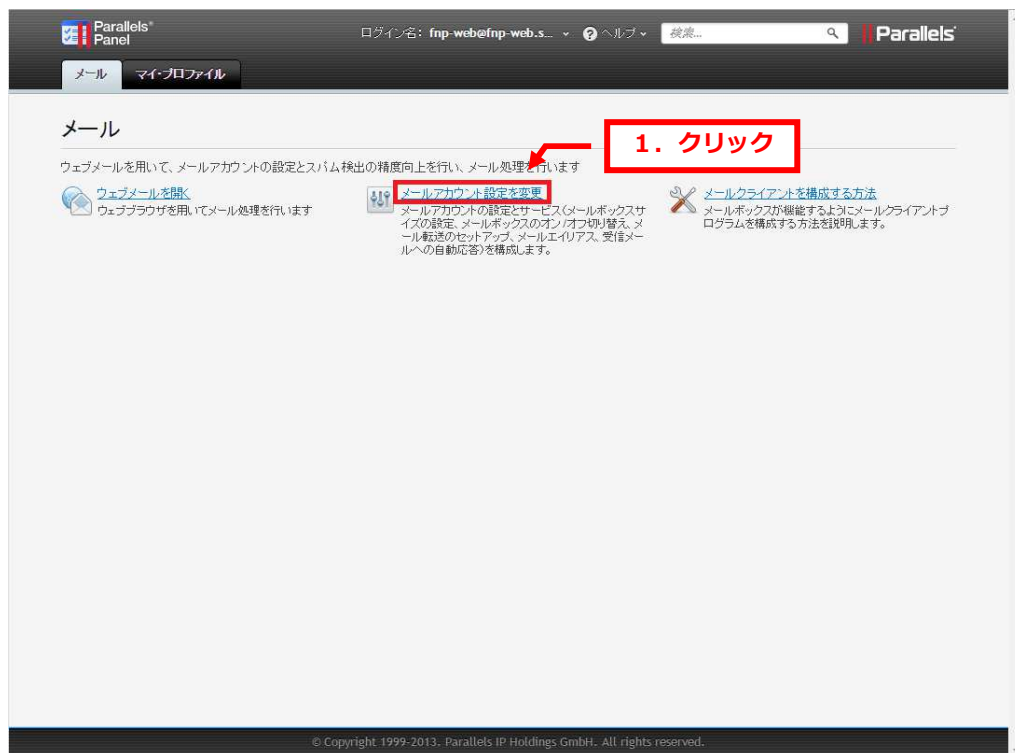 Parallels®
Panel
ログイン名: fnp-web@fnp-web.s...
ヘルプ
検索...
Parallels®
メール
マイ・プロファイル
メール
1．クリック
ウェブメールを用いて、メールアカウントの設定とスパム検出の精度向上を行い、メール処理を行います
ウェブメールを開く
ウェブブラウザを用いてメール処理を行います
メールアカウント設定を変更
メールアカウントの設定とサービス(メールボックスサ
イズの設定、メールボックスのオン/オフ切り替え、メ
ール転送のセットアップ、メールエイリアス、受信メー
ルへの自動応答)を構成します。
メールクライアントを構成する方法
メールボックスが機能するようにメールクライアントプ
ログラムを構成する方法を説明します。
© Copyright 1999-2013. Parallels IP Holdings GmbH. All rights reserved.